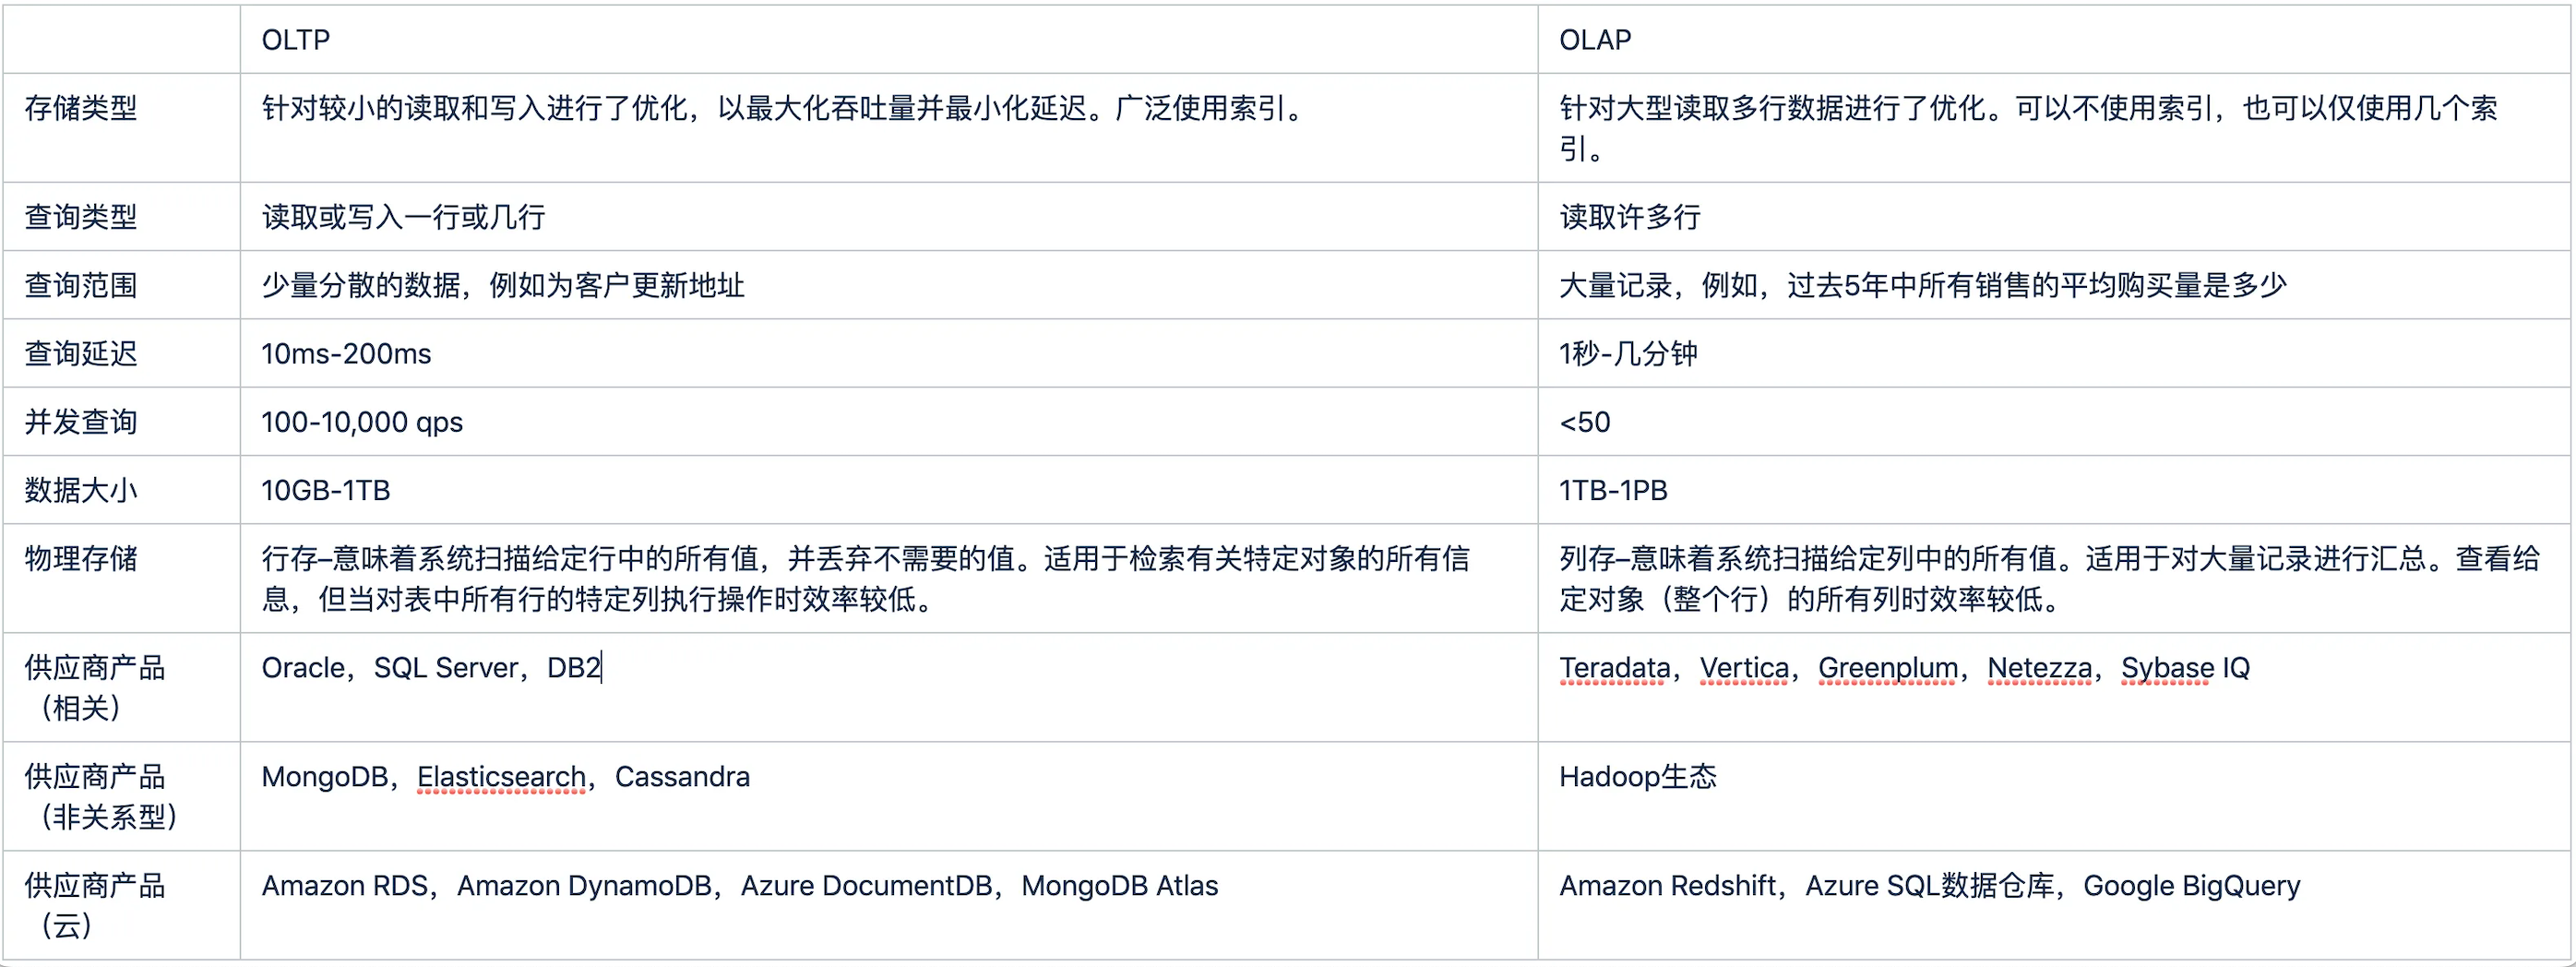 OLTP
OLAP
存储类型
针对较小的读取和写入进行了优化，以最大化吞吐量并最小化延迟。广泛使用索引。
针对大型读取多行数据进行了优化。可以不使用索引，也可以仅使用几个索
引。
查询类型
读取或写入一行或几行
读取许多行
查询范围
少量分散的数据，例如为客户更新地址
大量记录，例如，过去5年中所有销售的平均购买量是多少
查询延迟
10ms-200ms
1秒-几分钟
并发查询
100-10,000 qps
<50
数据大小
10GB-1TB
1TB-1PB
物理存储
行存–意味着系统扫描给定行中的所有值，并丢弃不需要的值。适用于检索有关特定对象的所有信
息，但当对表中所有行的特定列执行操作时效率较低。
列存–意味着系统扫描给定列中的所有值。适用于对大量记录进行汇总。查看给
定对象（整个行）的所有列时效率较低。
供应商产品
（相关）
Oracle，SQL Server，DB2
Teradata，Vertica，Greenplum，Netezza，Sybase IQ
供应商产品
（非关系型）
MongoDB，Elasticsearch，Cassandra
Hadoop生态
供应商产品
（云）
Amazon RDS，Amazon DynamoDB，Azure DocumentDB，MongoDB Atlas
Amazon Redshift，Azure SQL数据仓库，Google BigQuery